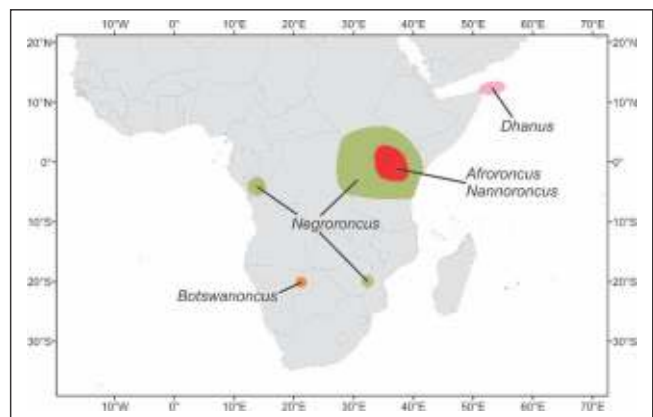 10°W 0° 10°E 20°E 30°E 40°E 50°E 60°E 70°E
20°N 20°N
10°N 10°N
Dhanus
0° 0°
Afroroncus
Nannoroncus
10°S 10°S
Negroroncus
20°S 20°S
Botswanoncus
30°S 30°S
10°W 0° 10°E 20°E 30°E 40°E 50°E 60°E 70°E